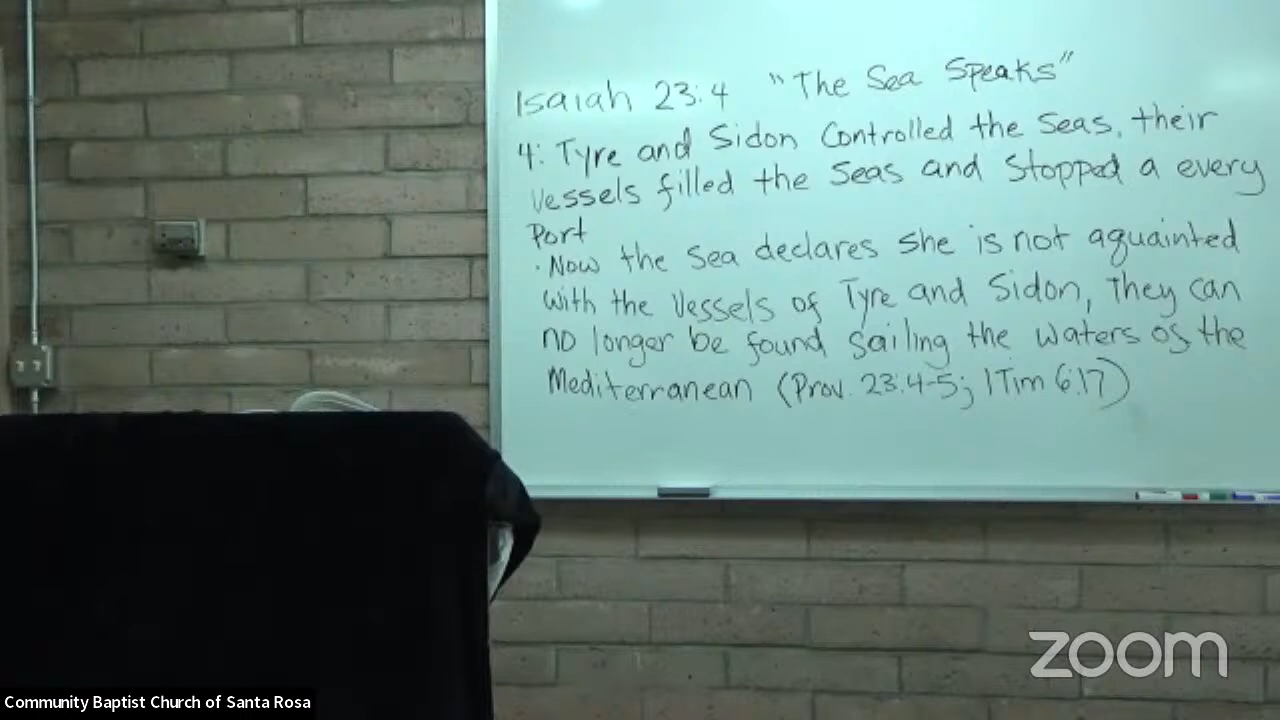 Isaiah 23:4 "The Sea Speaks"
4: Tyre and Sidon Controlled the Seas, their
Vessels filled the Seas and Stopped a every
Port
· Now the Sea declares she is not aquainted
with the Vessels of Tyre and Sidon, They can
no longer be found Sailing the waters os the
Mediterranean (Prov. 23:4-5; 1 Tim 6:17)
zoom
Community Baptist Church of Santa Rosa